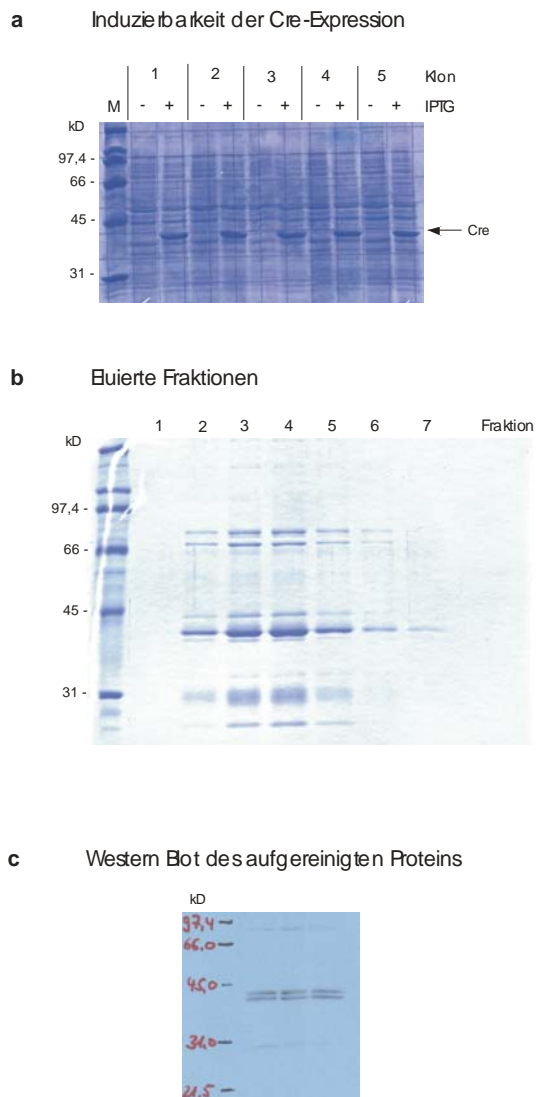 a Induzierbarkeit der Cre-Expression
1 2 3 4 5 Klon
M - + - + - + - + - + IPTG
kD
97,4 -
66 -
45 -
Cre
31 -
b Eluierte Fraktionen
1 2 3 4 5 6 7 Fraktion
kD
97,4 -
66 -
45 -
31 -
c Western Blot des aufgereinigten Proteins
kD
97,4 -
66,0 -
45,0 -
31,0 -
21,5 -